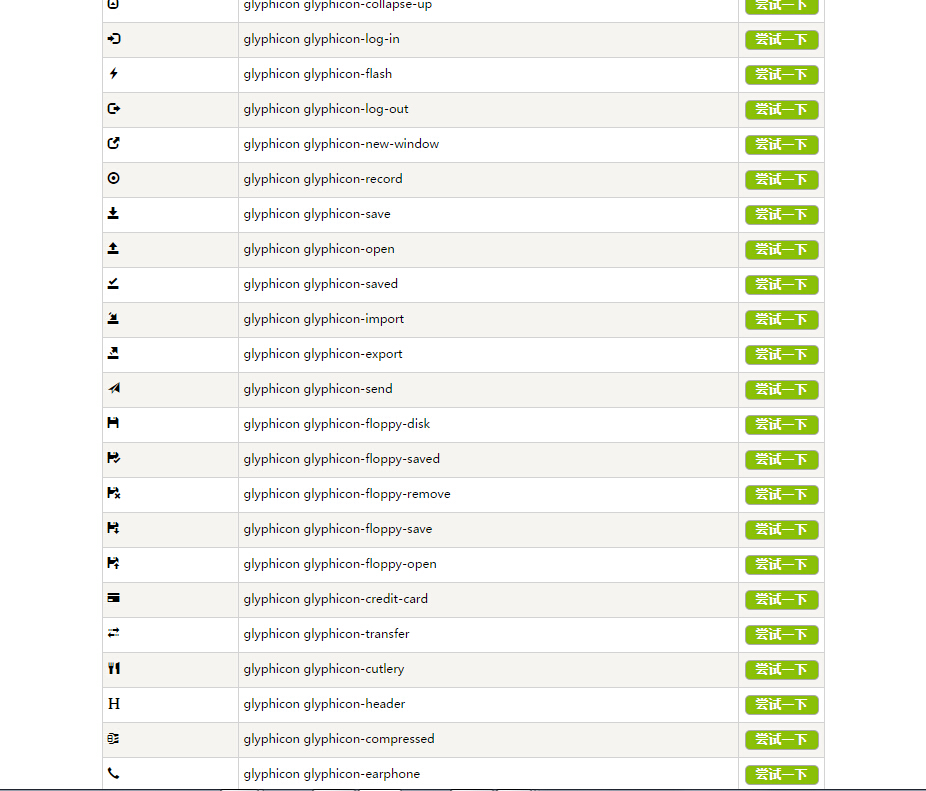 glyphicon glyphicon-collapse-up 尝试一下
glyphicon glyphicon-log-in 尝试一下
glyphicon glyphicon-flash 尝试一下
glyphicon glyphicon-log-out 尝试一下
glyphicon glyphicon-new-window 尝试一下
glyphicon glyphicon-record 尝试一下
glyphicon glyphicon-save 尝试一下
glyphicon glyphicon-open 尝试一下
glyphicon glyphicon-saved 尝试一下
glyphicon glyphicon-import 尝试一下
glyphicon glyphicon-export 尝试一下
glyphicon glyphicon-send 尝试一下
glyphicon glyphicon-floppy-disk 尝试一下
glyphicon glyphicon-floppy-saved 尝试一下
glyphicon glyphicon-floppy-remove 尝试一下
glyphicon glyphicon-floppy-save 尝试一下
glyphicon glyphicon-floppy-open 尝试一下
glyphicon glyphicon-credit-card 尝试一下
glyphicon glyphicon-transfer 尝试一下
glyphicon glyphicon-cutlery 尝试一下
H glyphicon glyphicon-header 尝试一下
glyphicon glyphicon-compressed 尝试一下
glyphicon glyphicon-earphone 尝试一下